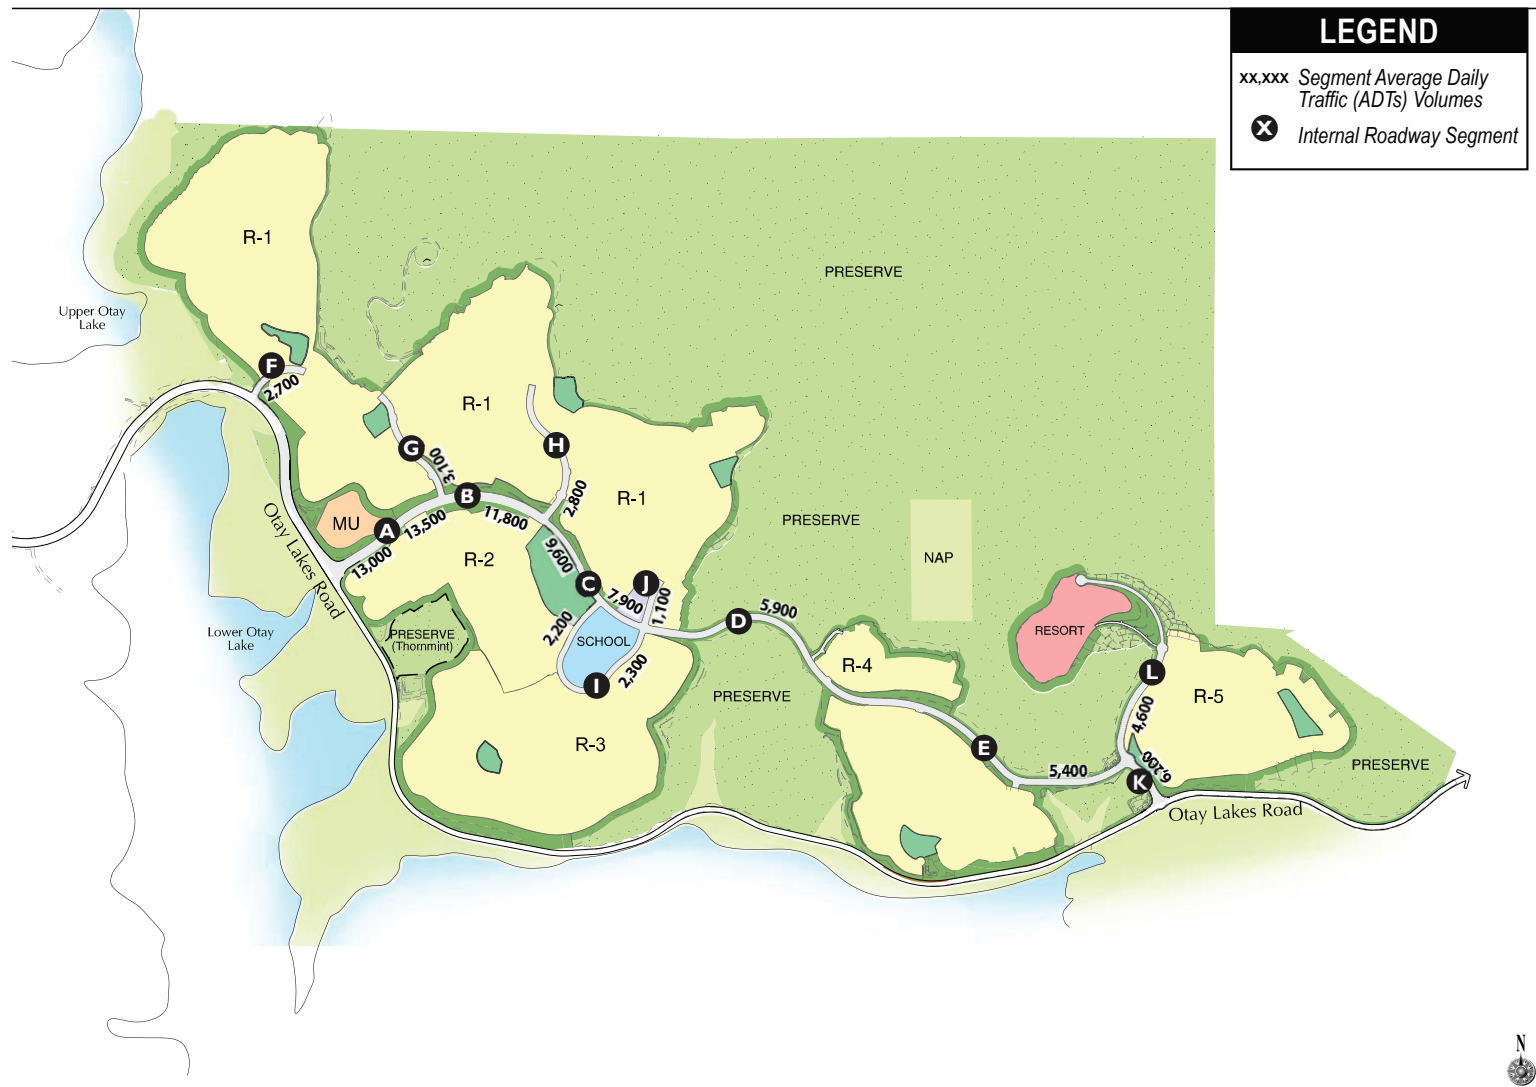 LEGEND
xx,xxx Segment Average Daily
Traffic (ADTs) Volumes
X Internal Roadway Segment
R-1
PRESERVE
Upper Otay
Lake
F
2,700
R-1
G
3,100
H
B
2,800
R-1
11,800
MU
A
13,500
13,000
Otay Lakes Road
R-2
9,600
PRESERVE
NAP
C
J
7,900
1,100
2,200
D
5,900
Lower Otay
Lake
PRESERVE
(Thornmint)
SCHOOL
2,300
I
RESORT
R-4
L
R-5
PRESERVE
4,600
R-3
E
5,400
6,200
K
PRESERVE
Otay Lakes Road
N